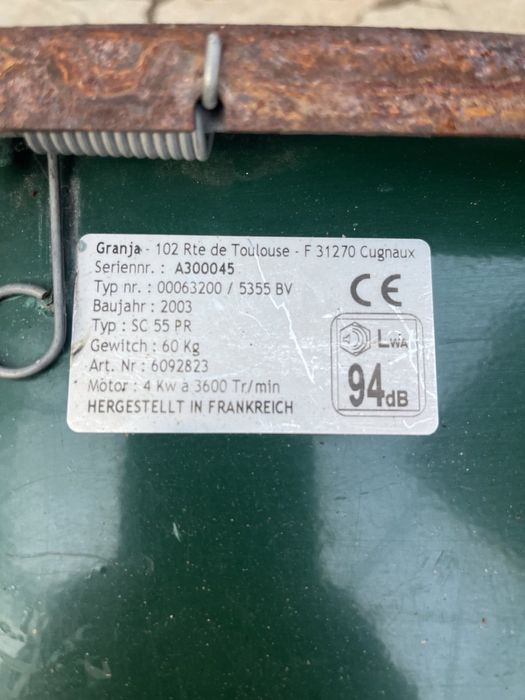 Granja - 102 Rte de Toulouse - F 31270 Cugnaux
Seriennr. : A300045
Typ nr. : 00063200 / 5355 BV
Baujahr : 2003
Typ : SC 55 PR
Gewitch : 60 Kg
Art. Nr : 6092823
Motor : 4 Kw à 3600 Tr/min
HERGESTELLT IN FRANKREICH
CE
LWA
94dB